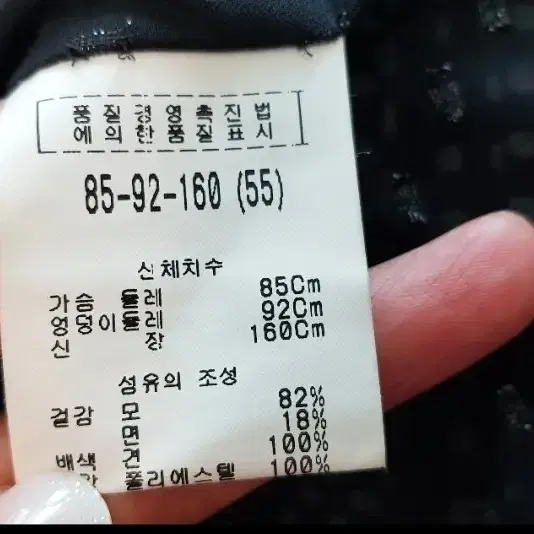 품질경영촉진법
에의한품질표시
85-92-160 (55)
신체치수
가슴둘레 85Cm
엉덩이둘레 92Cm
신장 160Cm
섬유의 조성
겉감 모 82%
면 18%
배색 견 100%
폴리에스텔 100%